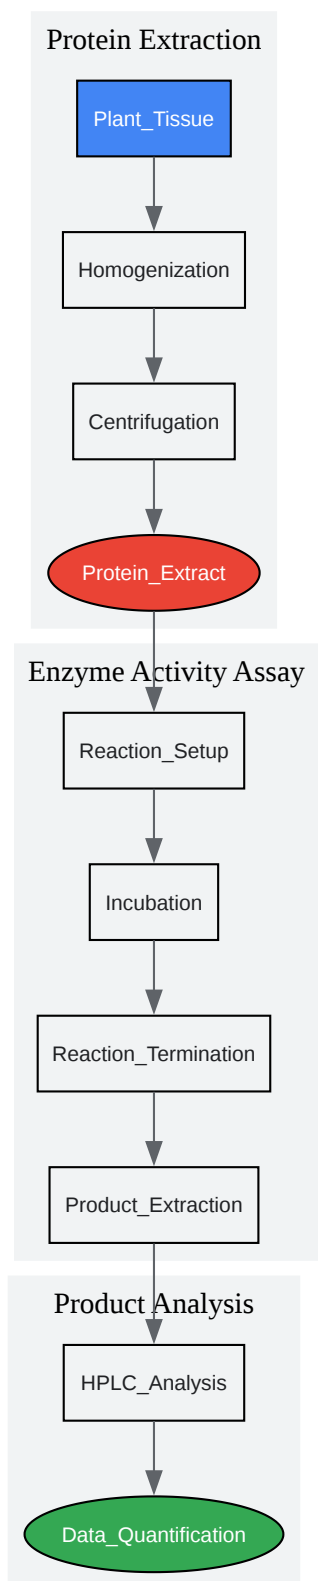 Protein Extraction
Plant_Tissue
Homogenization
Centrifugation
Protein_Extract
Enzyme Activity Assay
Reaction_Setup
Incubation
Reaction_Termination
Product_Extraction
Product Analysis
HPLC_Analysis
Data_Quantification